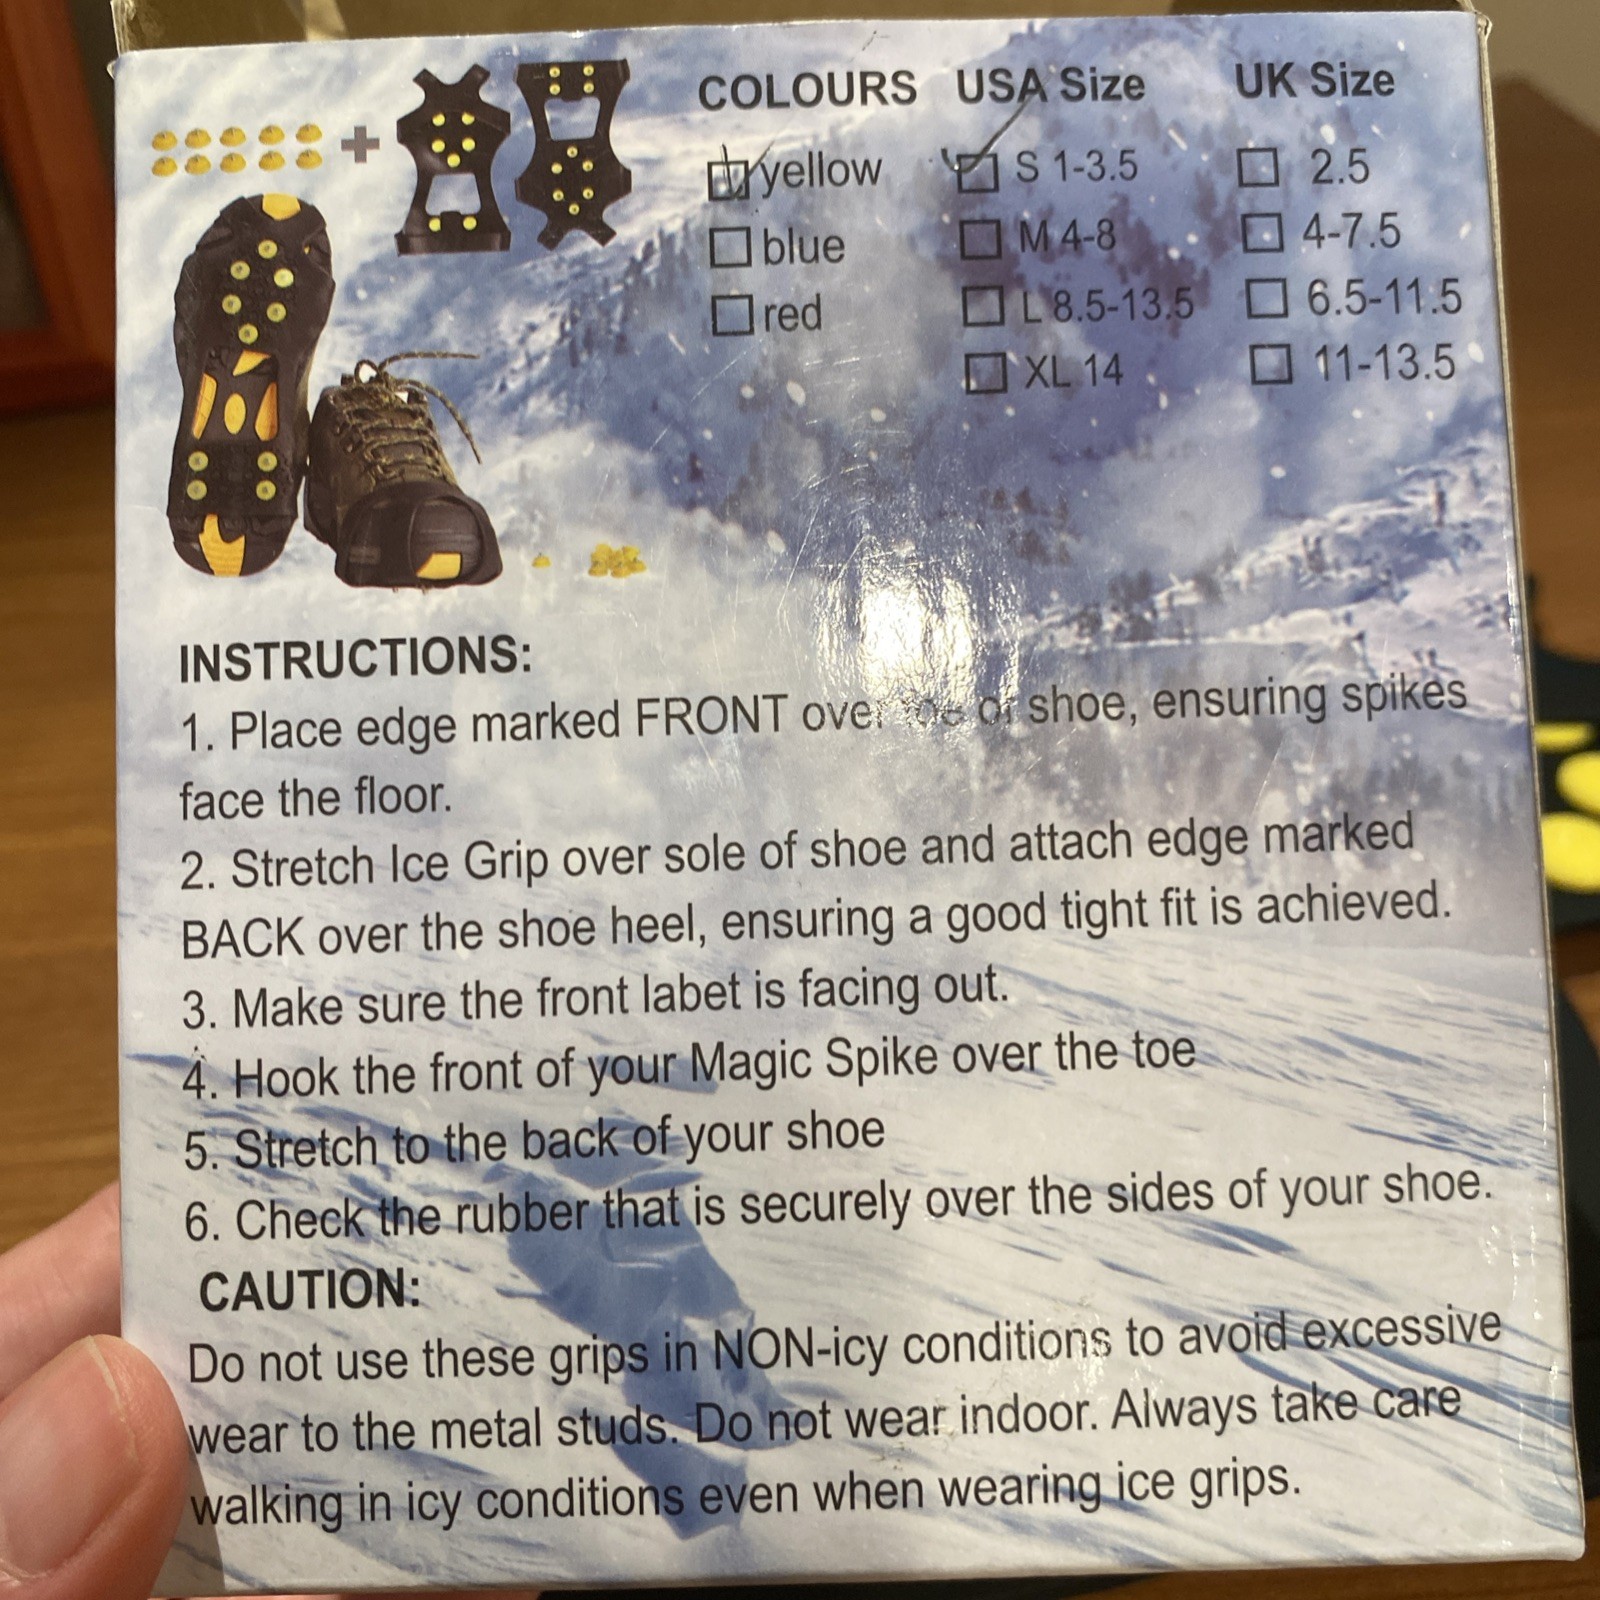 COLOURS USA Size UK Size
yellow S 1-3.5 2.5
blue M 4-8 4-7.5
red L 8.5-13.5 6.5-11.5
XL 14 11-13.5
INSTRUCTIONS:
1. Place edge marked FRONT over toe of shoe, ensuring spikes
face the floor.
2. Stretch Ice Grip over sole of shoe and attach edge marked
BACK over the shoe heel, ensuring a good tight fit is achieved.
3. Make sure the front labet is facing out.
4. Hook the front of your Magic Spike over the toe
5. Stretch to the back of your shoe
6. Check the rubber that is securely over the sides of your shoe.
CAUTION:
Do not use these grips in NON-icy conditions to avoid excessive
wear to the metal studs. Do not wear indoor. Always take care
walking in icy conditions even when wearing ice grips.